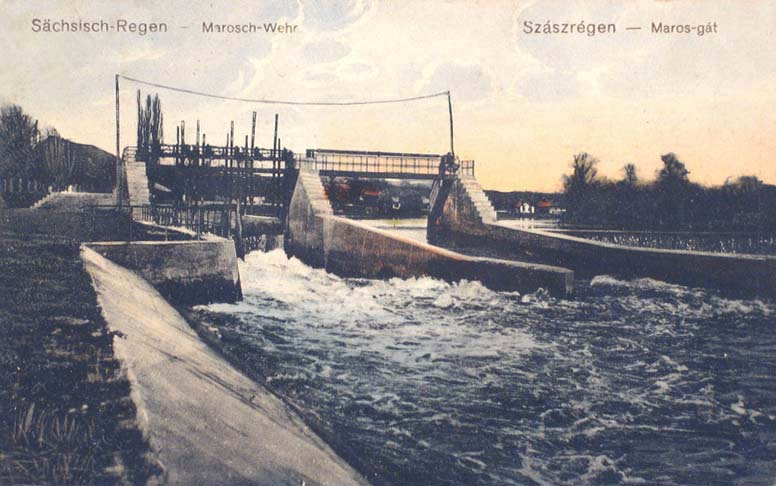 Sächsisch-Regen – Marosch-Wehr
Szászrégen — Maros-gát